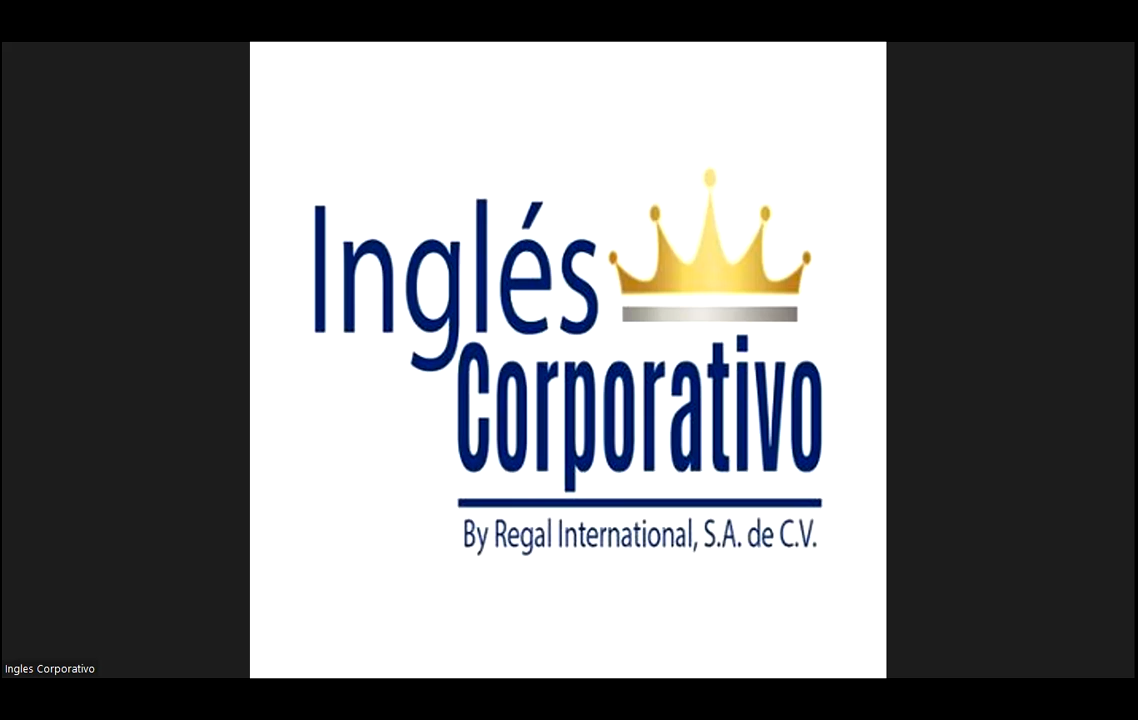 Inglés
Corporativo
By Regal International, S.A. de C.V.
Ingles Corporativo